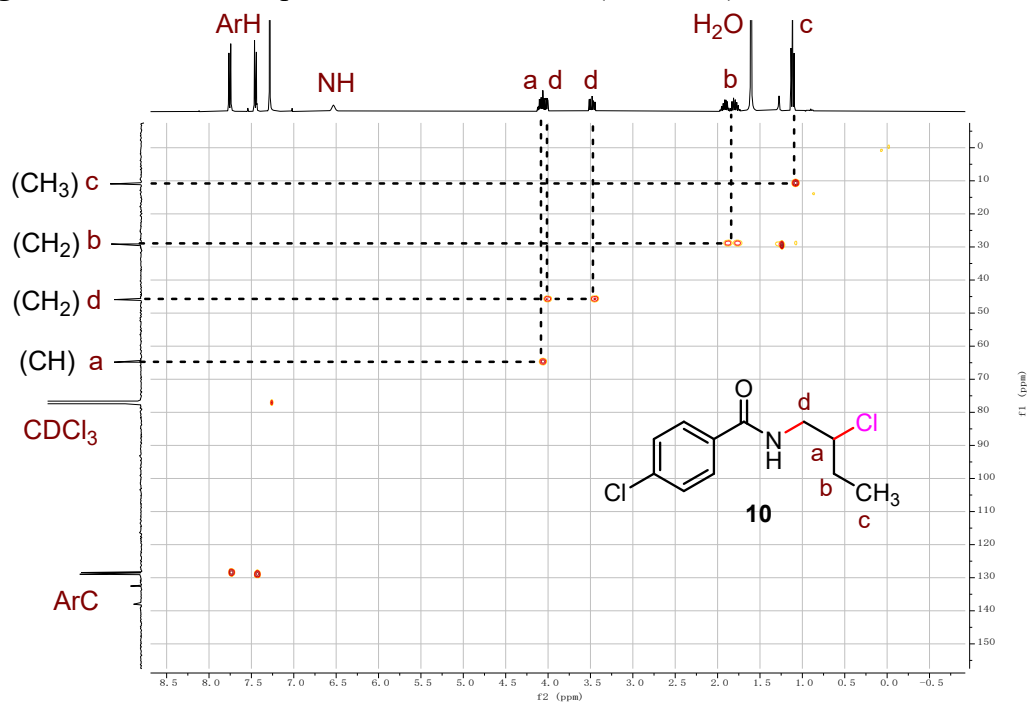 ArH
NH
a d d
b
H2O
c
(CH3) c
(CH2) b
(CH2) d
(CH) a
CDCl3
ArC
0
10
20
30
40
50
60
70
80
90
100
110
120
130
140
150
f1 (ppm)
O
N
H
d
Cl
a
b
CH3
c
Cl
10
8.5 8.0 7.5 7.0 6.5 6.0 5.5 5.0 4.5 4.0 3.5 3.0 2.5 2.0 1.5 1.0 0.5 0.0 -0.5
f2 (ppm)